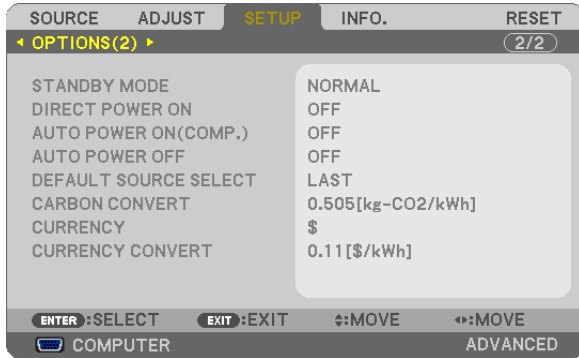 SOURCE ADJUST SETUP INFO. RESET
OPTIONS(2) 2/2
STANDBY MODE NORMAL
DIRECT POWER ON OFF
AUTO POWER ON(COMP.) OFF
AUTO POWER OFF OFF
DEFAULT SOURCE SELECT LAST
CARBON CONVERT 0.505[kg-CO2/kWh]
CURRENCY $
CURRENCY CONVERT 0.11[$/kWh]
ENTER :SELECT EXIT :EXIT :MOVE :MOVE
COMPUTER ADVANCED